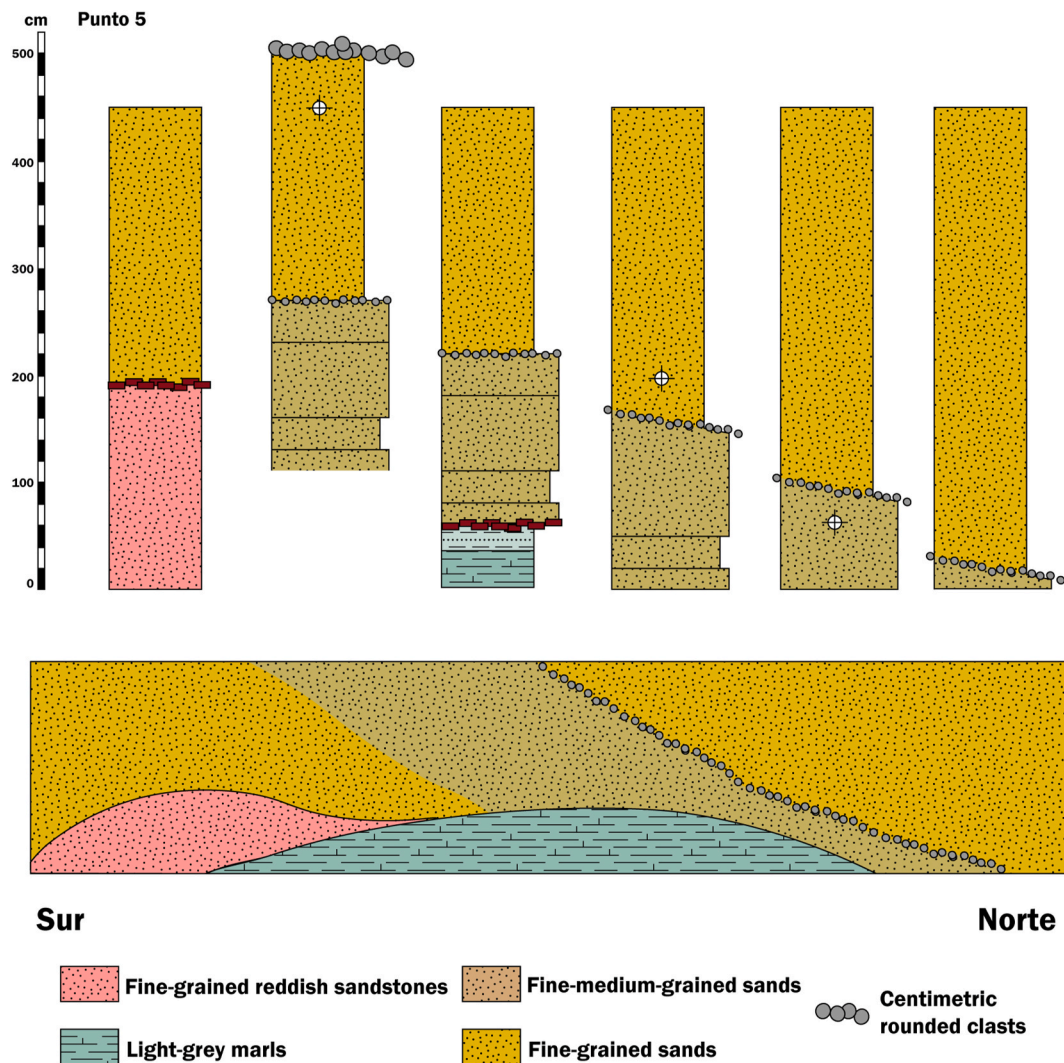 cm Punto 5
500
400
300
200
100
0
Sur
Norte
Fine-grained reddish sandstones
Fine-medium-grained sands
Centimetric
rounded clasts
Light-grey marls
Fine-grained sands